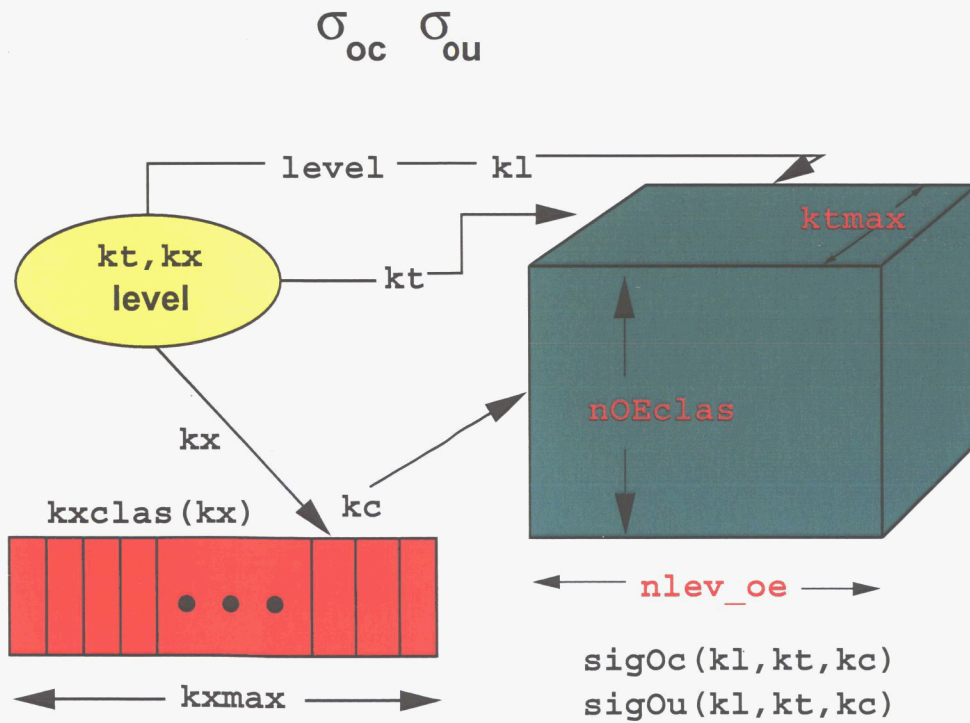 σoc σou
level kl
ktmax
kt,kx
level
kt
nOEclas
kx
kxclas(kx)
kc
nlev_oe
kxmax
sigOc(kl,kt,kc)
sigOu(kl,kt,kc)